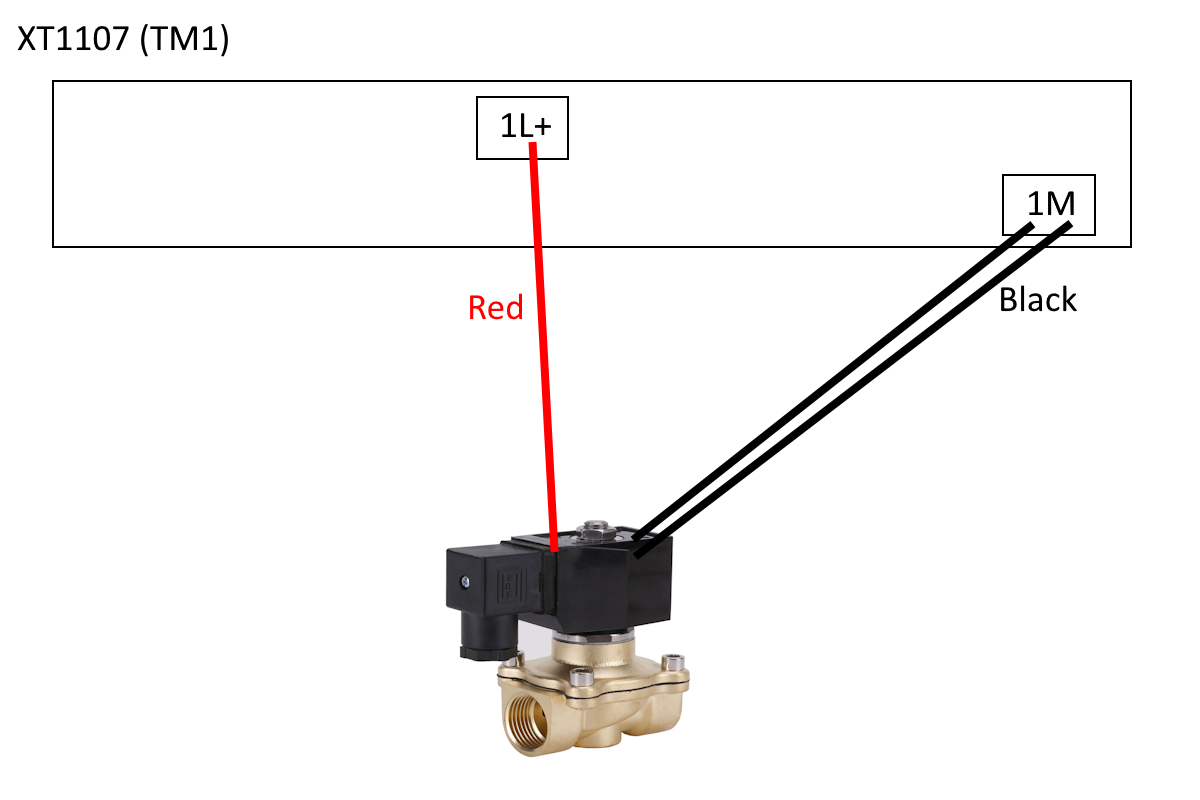 XT1107 (TM1)
1L+
1M
Red
Black